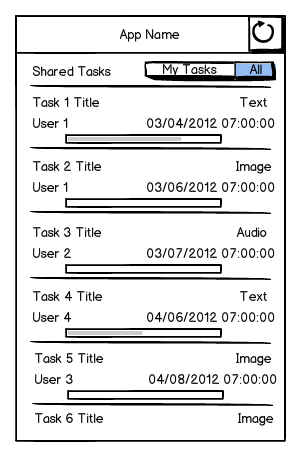 App Name
Shared Tasks My Tasks All
Task 1 Title Text
User 1 03/04/2012 07:00:00
Task 2 Title Image
User 1 03/06/2012 07:00:00
Task 3 Title Audio
User 2 03/07/2012 07:00:00
Task 4 Title Text
User 4 04/06/2012 07:00:00
Task 5 Title Image
User 3 04/08/2012 07:00:00
Task 6 Title Image